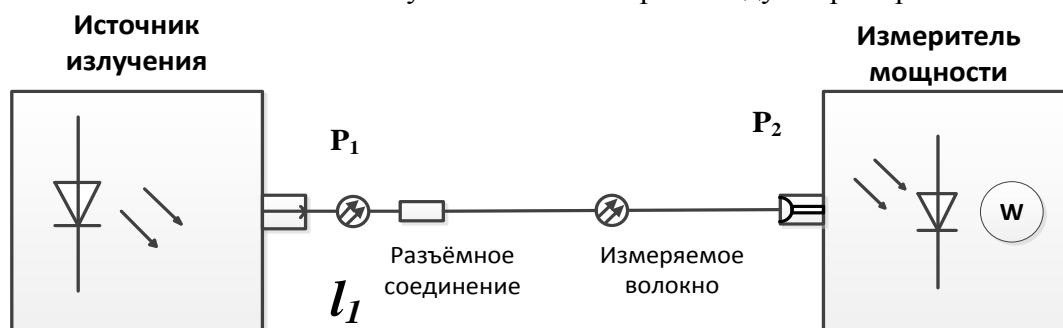 Источник
излучения
Измеритель
мощности
P₁
P₂
W
Разъёмное
соединение
Измеряемое
волокно
l₁